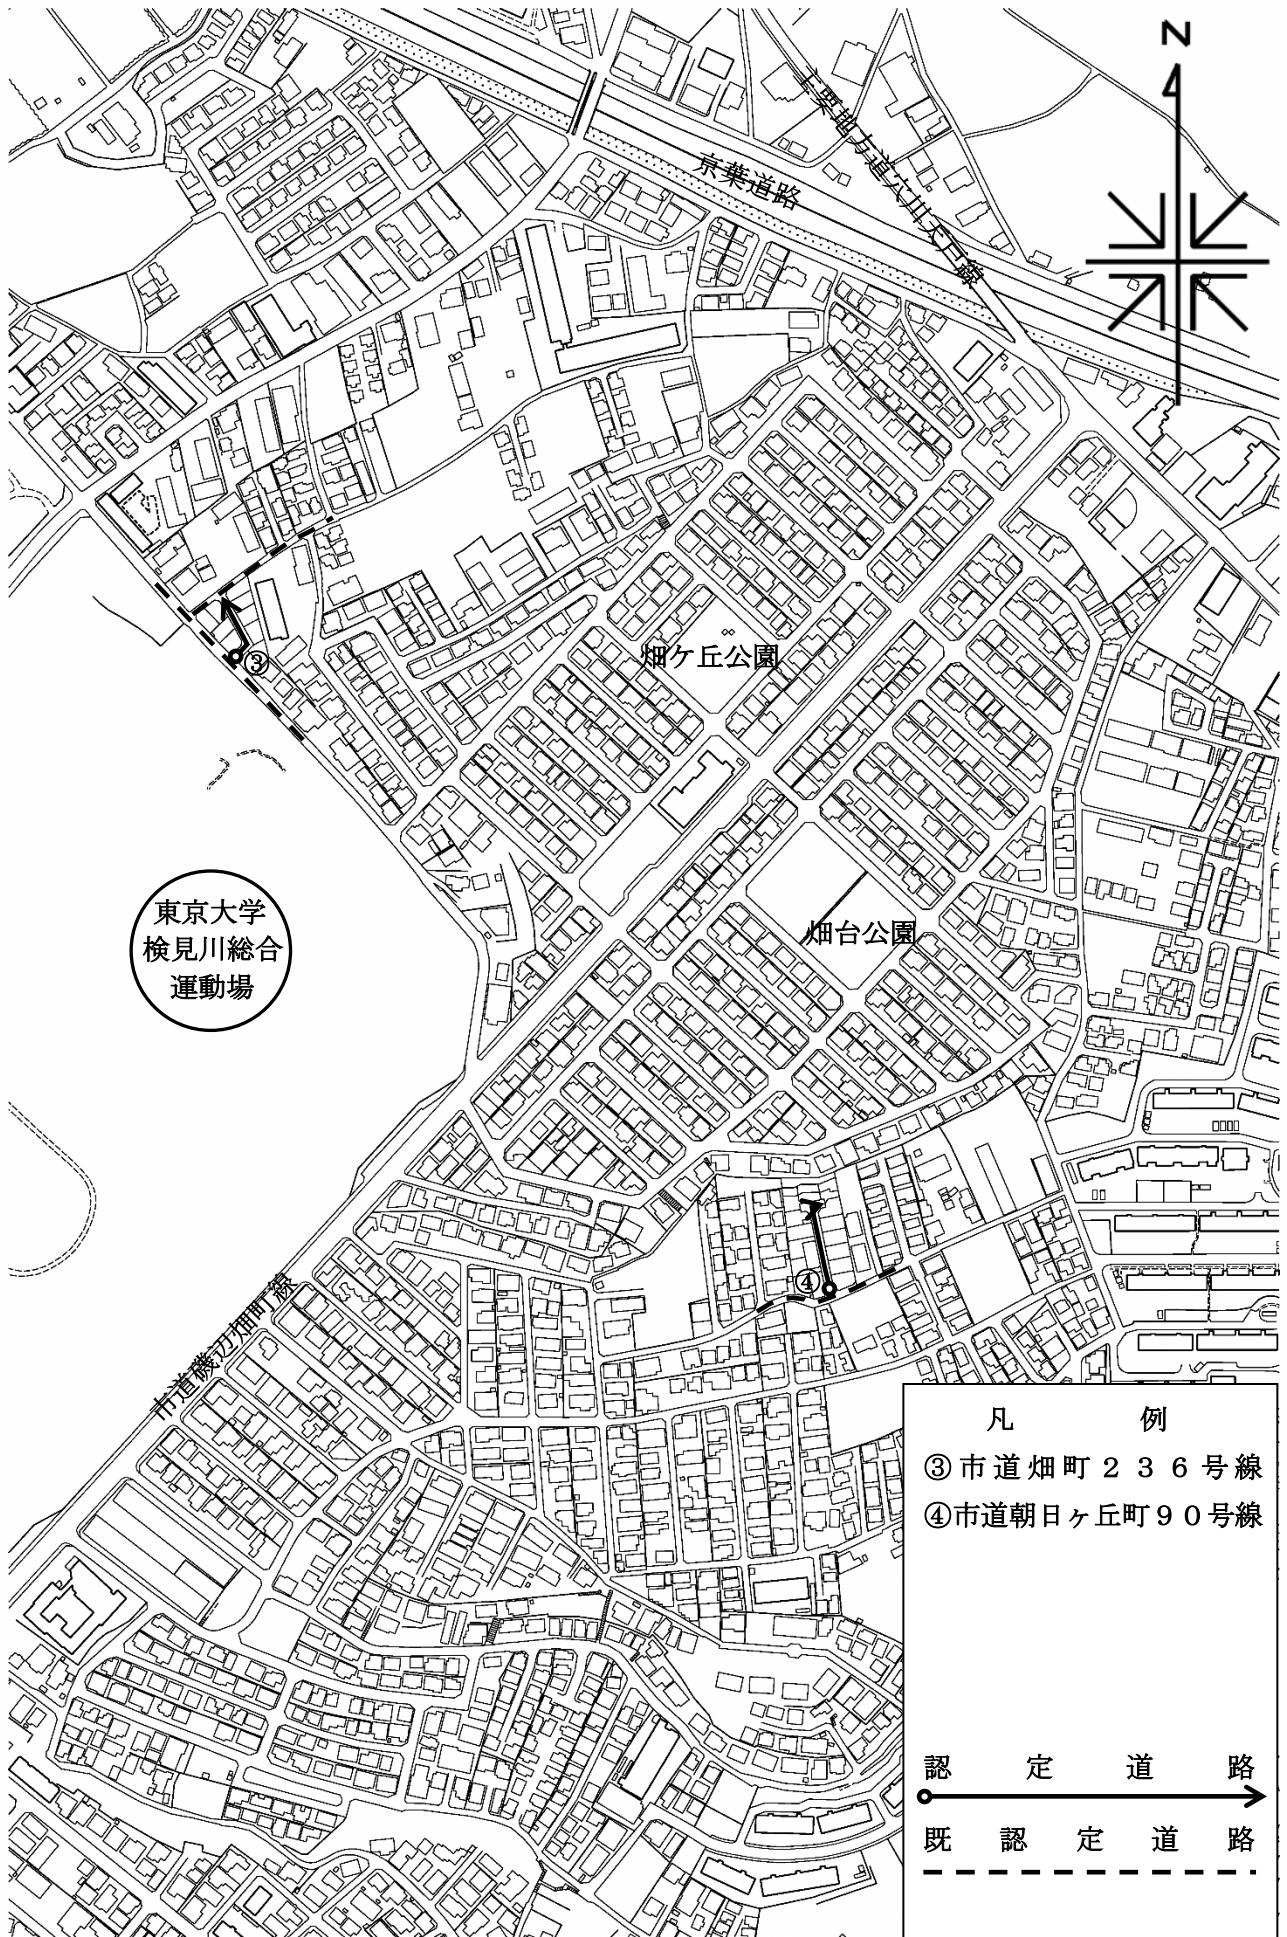 N
京葉道路
主要地方道穴川天戸線
畑ケ丘公園
③
東京大学
検見川総合
運動場
畑台公園
④
市道磯辺畑町線
凡 例
③市道畑町２３６号線
④市道朝日ヶ丘町９０号線
認 定 道 路
既 認 定 道 路